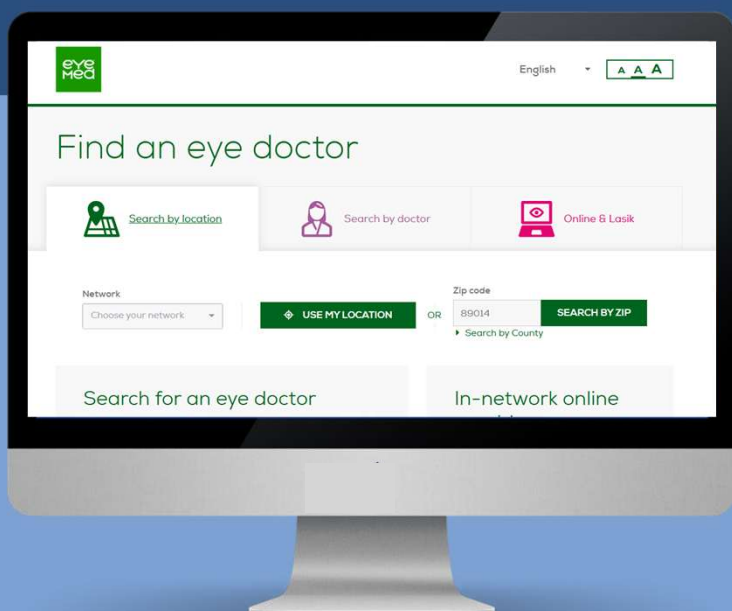 eye
med
English
A A A
Find an eye doctor
Search by location
Search by doctor
Online & Lasik
Network
Choose your network
USE MY LOCATION
OR
Zip code
89014
SEARCH BY ZIP
Search by County
Search for an eye doctor
In-network online